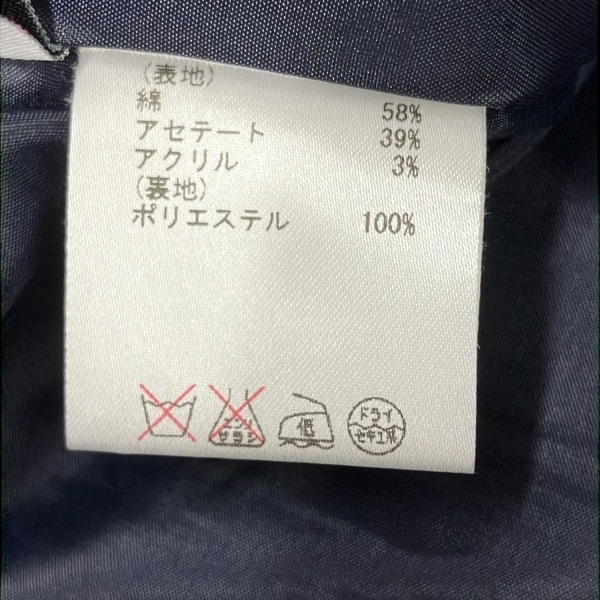 (表地)
綿 58%
アセテート 39%
アクリル 3%
(裏地)
ポリエステル 100%
エンソ
サラシ
低
ドライ
セキユ系